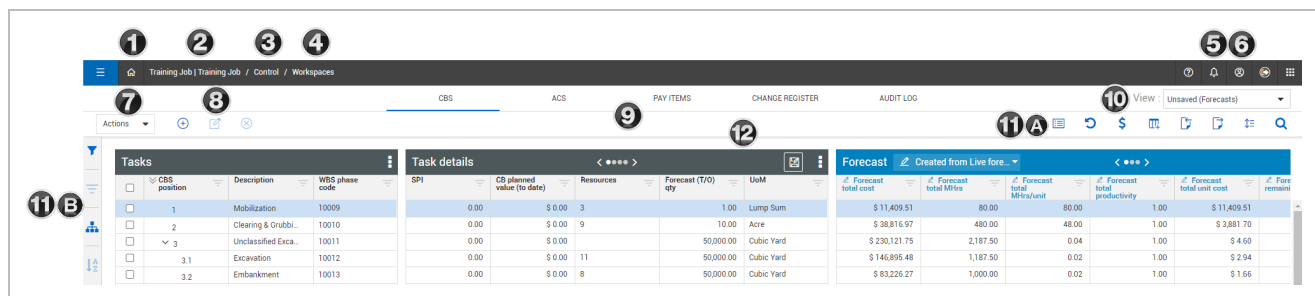 1 2 3 4 5 6
Training Job | Training Job / Control / Workspaces
7 8 9 10
CBS ACS PAY ITEMS CHANGE REGISTER AUDIT LOG View : Unsaved (Forecasts)
Actions 12 11 A $
Tasks Task details < > Forecast Created from Live fore... < >
CBS position Description WBS phase code SPI CB planned value (to date) Resources Forecast (T/O) qty UoM Forecast total cost Forecast total MHrs Forecast total MHrs/unit Forecast total productivity Forecast total unit cost Fore remaini
11 B
1 Mobilization 10009 0.00 $ 0.00 3 1.00 Lump Sum $ 11,409.51 80.00 80.00 1.00 $ 11,409.51
2 Clearing & Grubbi... 10010 0.00 $ 0.00 9 10.00 Acre $ 38,816.97 480.00 48.00 1.00 $ 3,881.70
3 Unclassified Exca... 10011 0.00 $ 0.00 50,000.00 Cubic Yard $ 230,121.75 2,187.50 0.04 1.00 $ 4.60
3.1 Excavation 10012 0.00 $ 0.00 11 50,000.00 Cubic Yard $ 146,895.48 1,187.50 0.02 1.00 $ 2.94
3.2 Embankment 10013 0.00 $ 0.00 8 50,000.00 Cubic Yard $ 83,226.27 1,000.00 0.02 1.00 $ 1.66